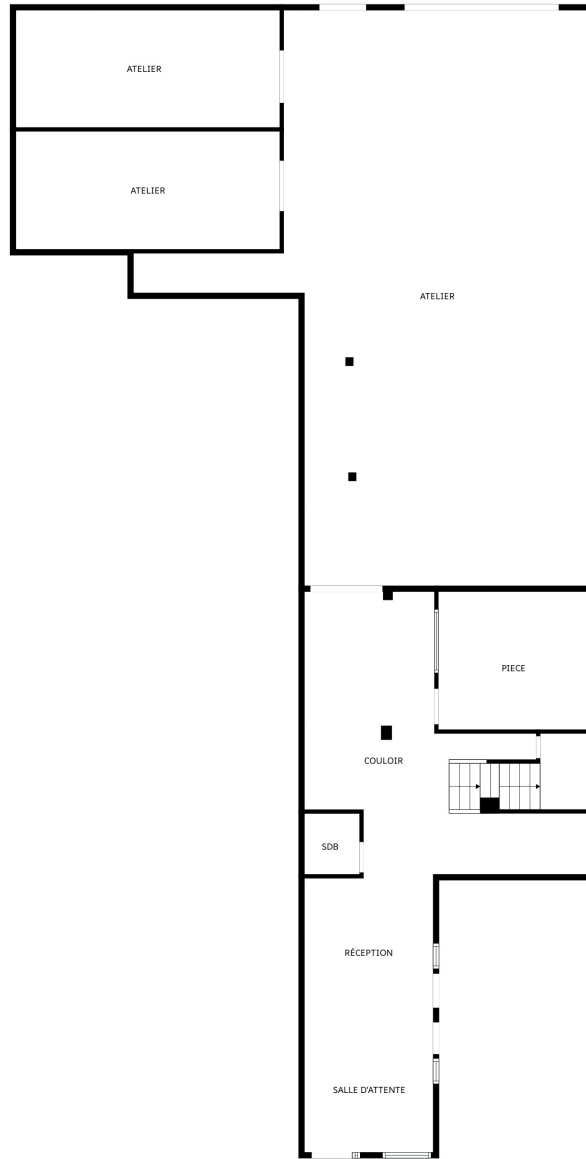 ATELIER
ATELIER
ATELIER
PIECE
COULOIR
SDB
RÉCEPTION
SALLE D'ATTENTE